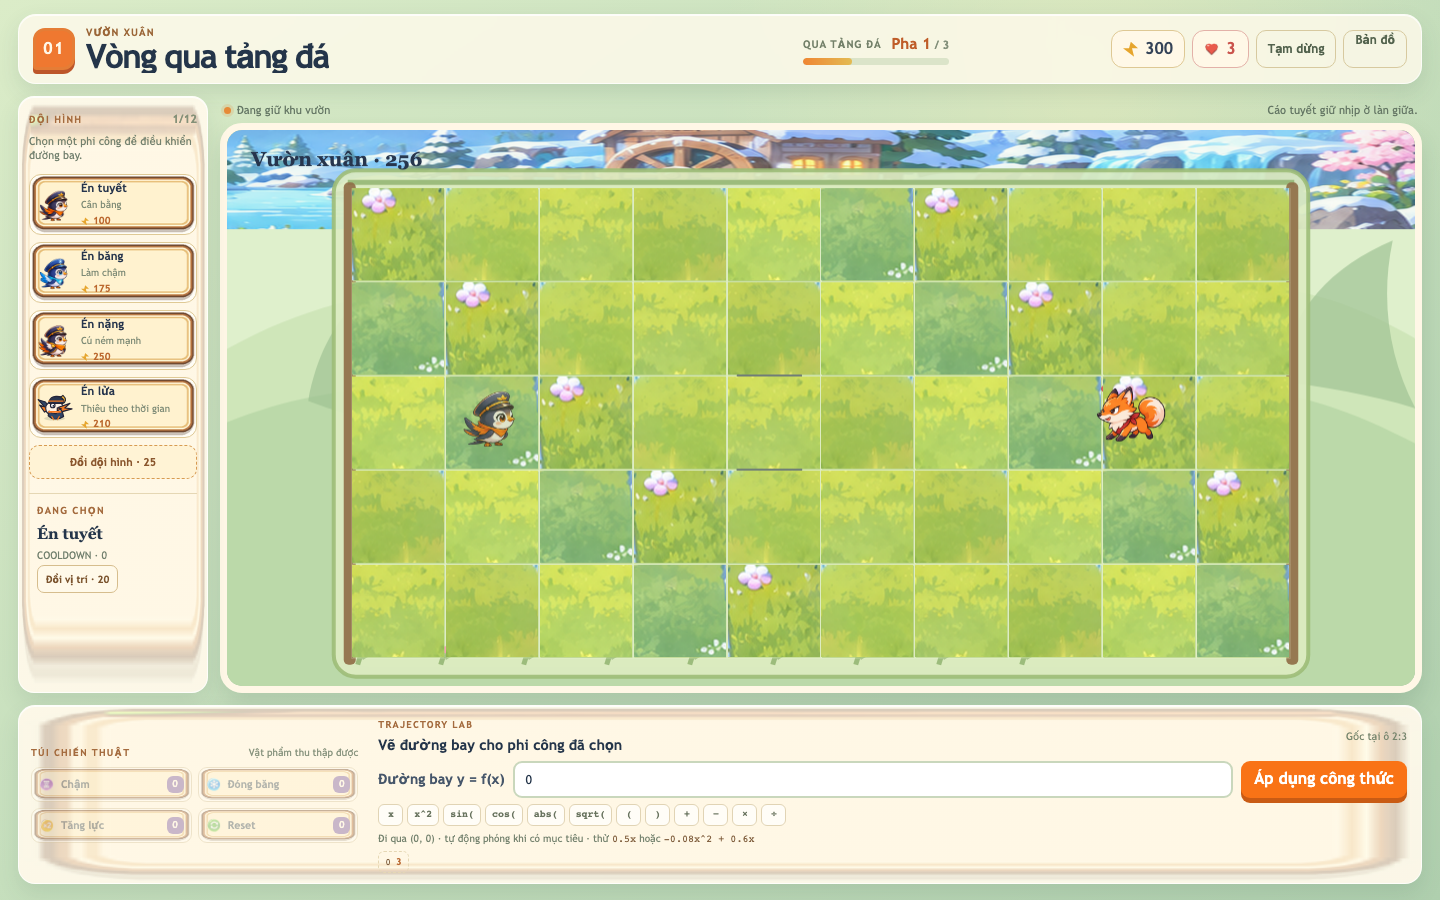 01
VƯỜN XUÂN
Vòng qua tảng đá
QUA TẢNG ĐÁ Pha 1 / 3
300
3
Tạm dừng
Bản đồ
ĐỘI HÌNH 1/12
Chọn một phi công để điều khiển
đường bay.
Én tuyết
Cân bằng
100
Én băng
Làm chậm
175
Én nặng
Cú ném mạnh
250
Én lửa
Thiêu theo thời gian
210
Đổi đội hình · 25
ĐANG CHỌN
Én tuyết
COOLDOWN · 0
Đổi vị trí · 20
Đang giữ khu vườn
Cáo tuyết giữ nhịp ở làn giữa.
Vườn xuân · 256
TÚI CHIẾN THUẬT
Vật phẩm thu thập được
Chậm 0
Đóng băng 0
Tăng lực 0
Reset 0
TRAJECTORY LAB
Vẽ đường bay cho phi công đã chọn
Gốc tại ô 2:3
Đường bay y = f(x)
0
Áp dụng công thức
x x^2 sin( cos( abs( sqrt( ( ) + − × ÷
Đi qua (0, 0) · tự động phóng khi có mục tiêu · thử 0.5x hoặc −0.08x^2 + 0.6x
0 3